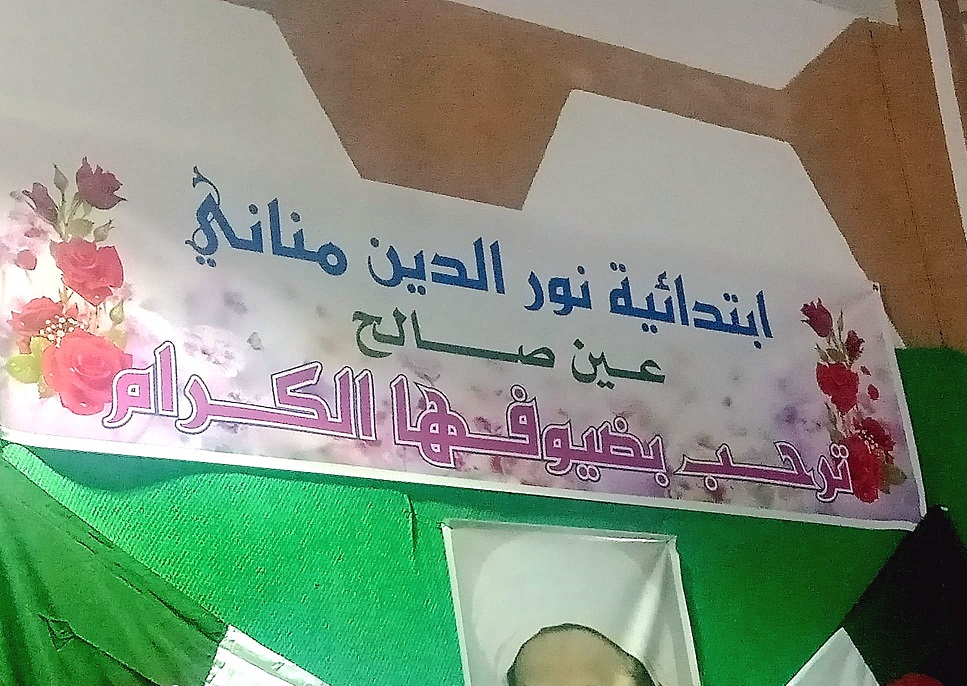 ابتدائية نور الدين مناني
عين صالح
ترحب بضيوفها الكرام